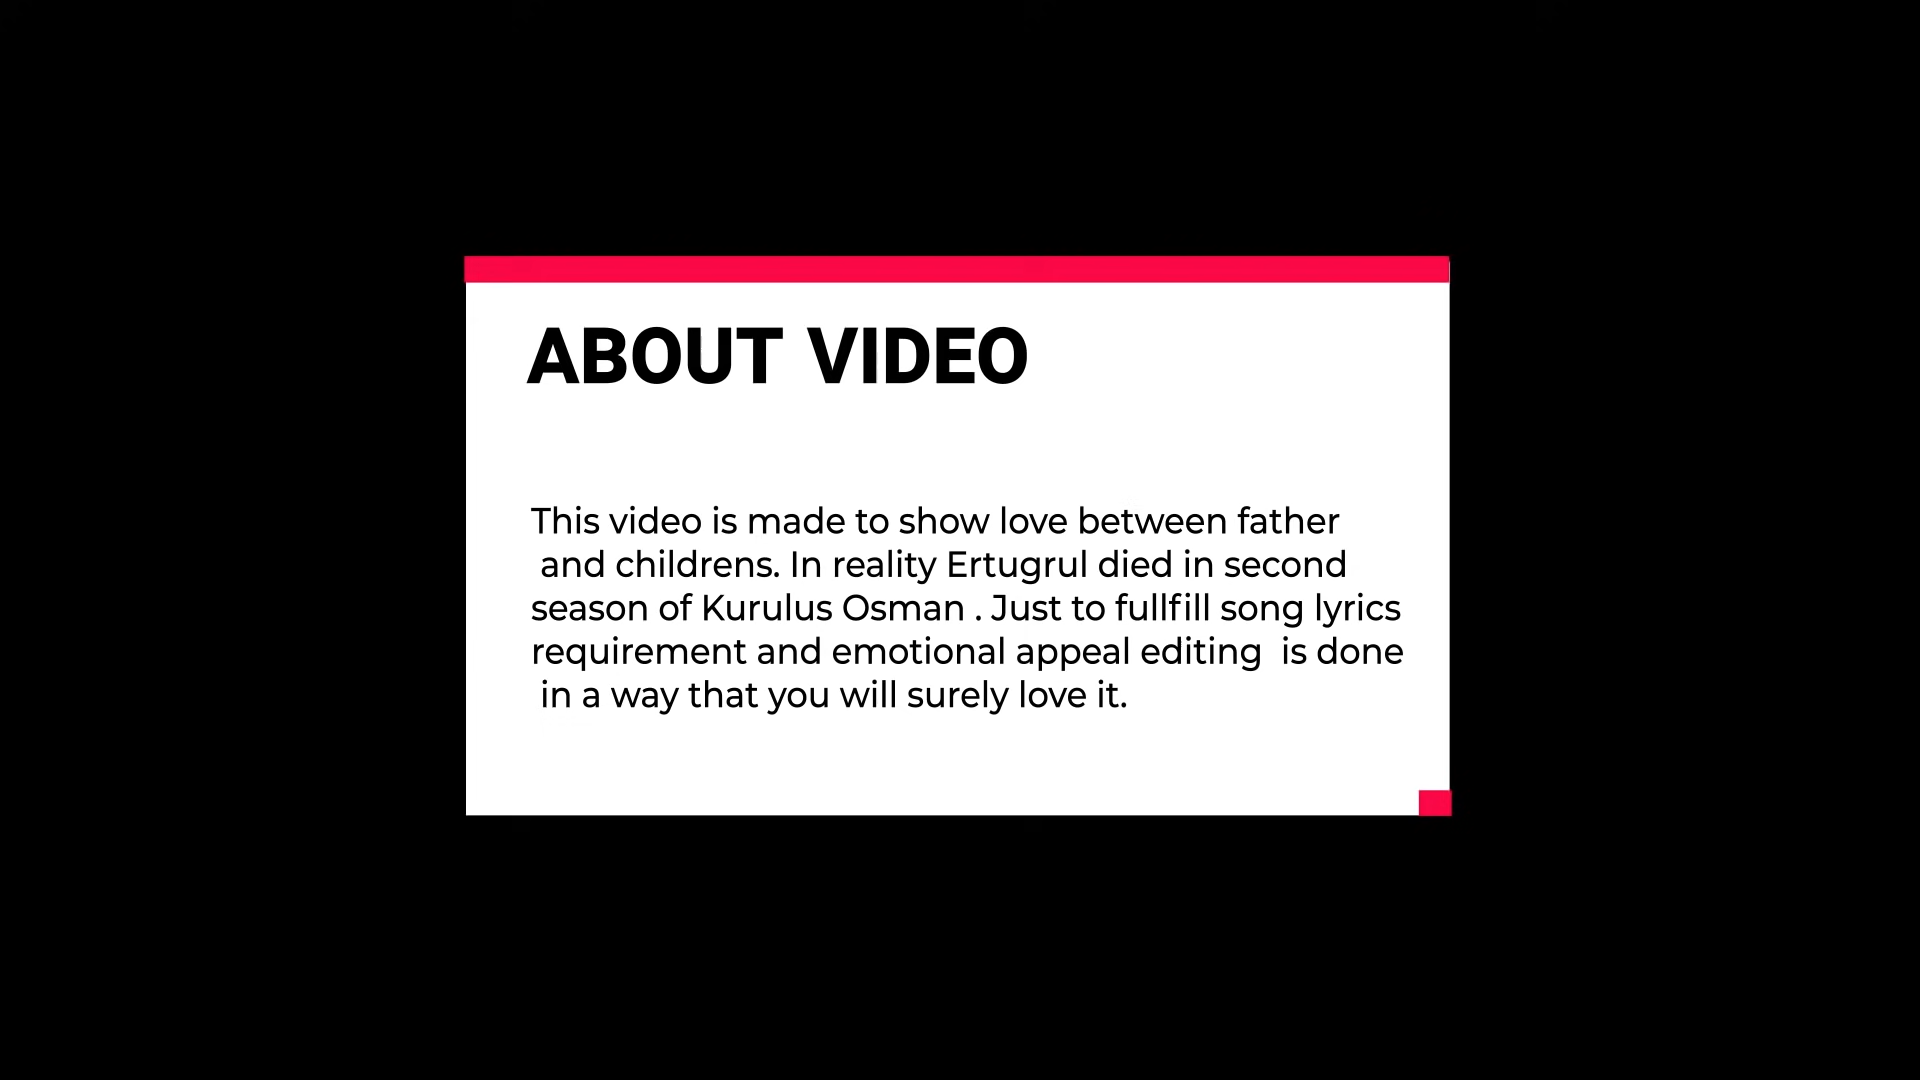 ABOUT VIDEO
This video is made to show love between father
and childrens. In reality Ertugrul died in second
season of Kurulus Osman . Just to fullfill song lyrics
requirement and emotional appeal editing  is done
in a way that you will surely love it.